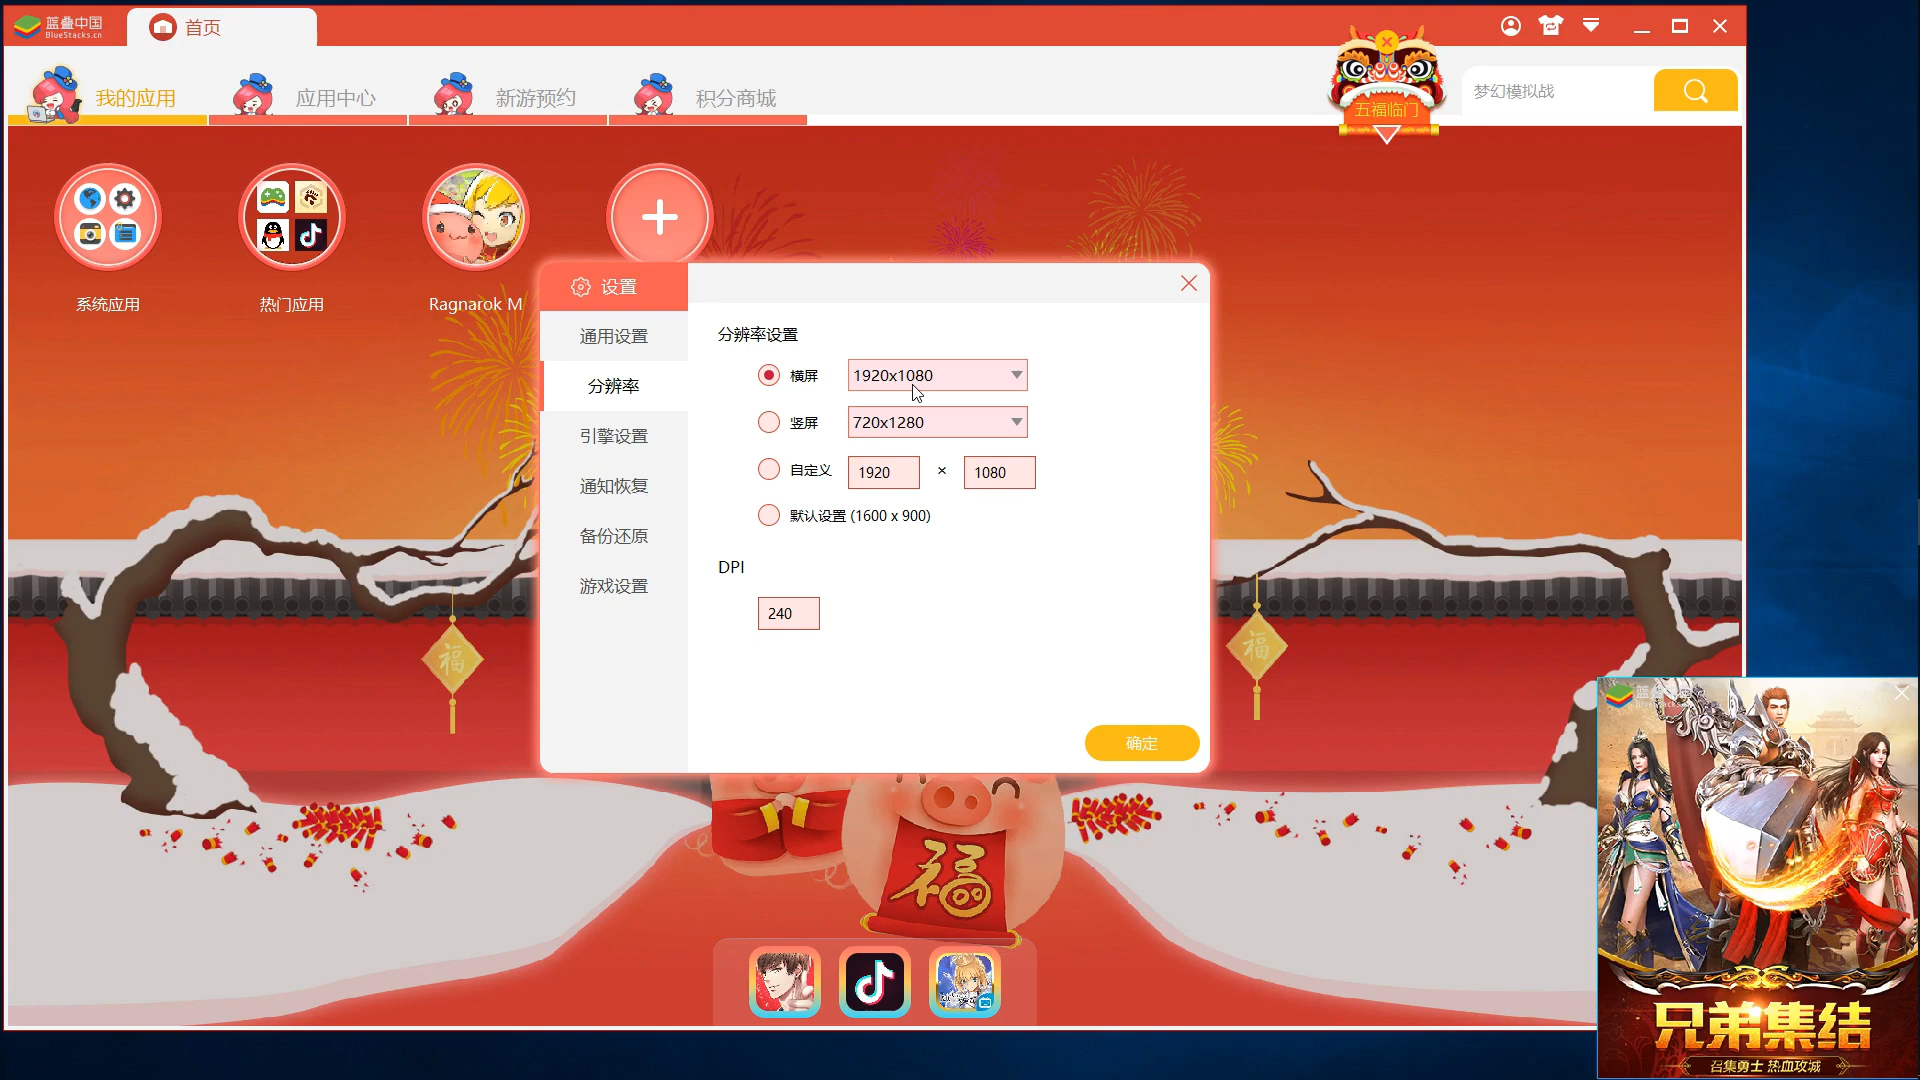 蓝叠中国
BlueStacks.cn
首页
我的应用
应用中心
新游预约
积分商城
五福临门
梦幻模拟战
系统应用
热门应用
Ragnarok M
设置
通用设置
分辨率
引擎设置
通知恢复
备份还原
游戏设置
分辨率设置
横屏
1920x1080
竖屏
720x1280
自定义
1920
×
1080
默认设置 (1600 x 900)
DPI
240
确定
福
福
福
兄弟集结
召集勇士 热血攻城